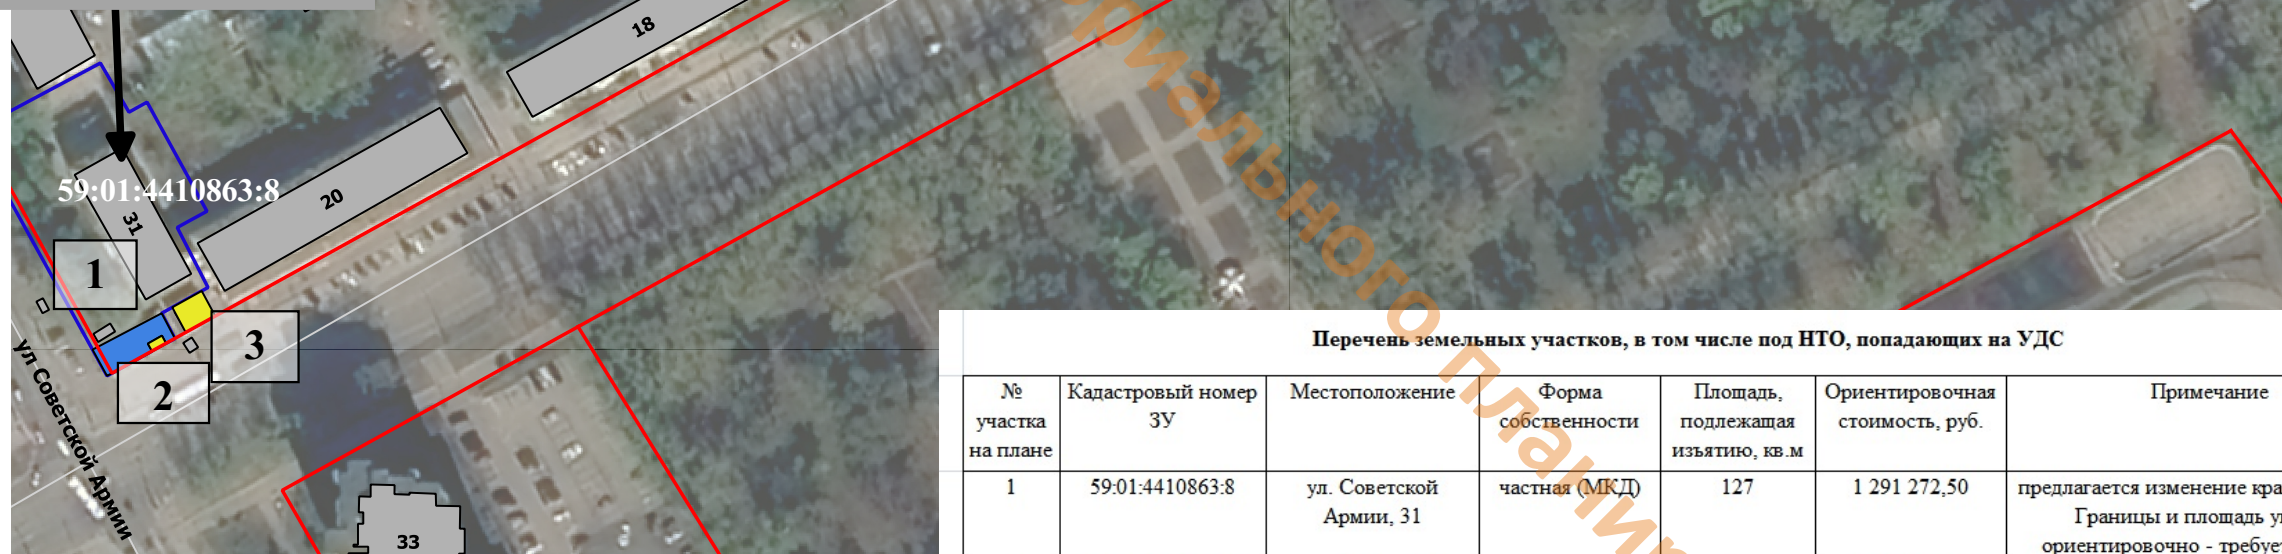 18
59:01:4410863:8
20
31
1
3
2
ул Советской Армии
33
риального планир
Перечень земельных участков, в том числе под НТО, попадающих на УДС
№ участка на плане
Кадастровый номер ЗУ
Местоположение
Форма собственности
Площадь, подлежащая изъятию, кв.м
Ориентировочная стоимость, руб.
Примечание
1
59:01:4410863:8
ул. Советской Армии, 31
частная (МКД)
127
1 291 272,50
предлагается изменение кра
Границы и площадь у
ориентировочно - требуе